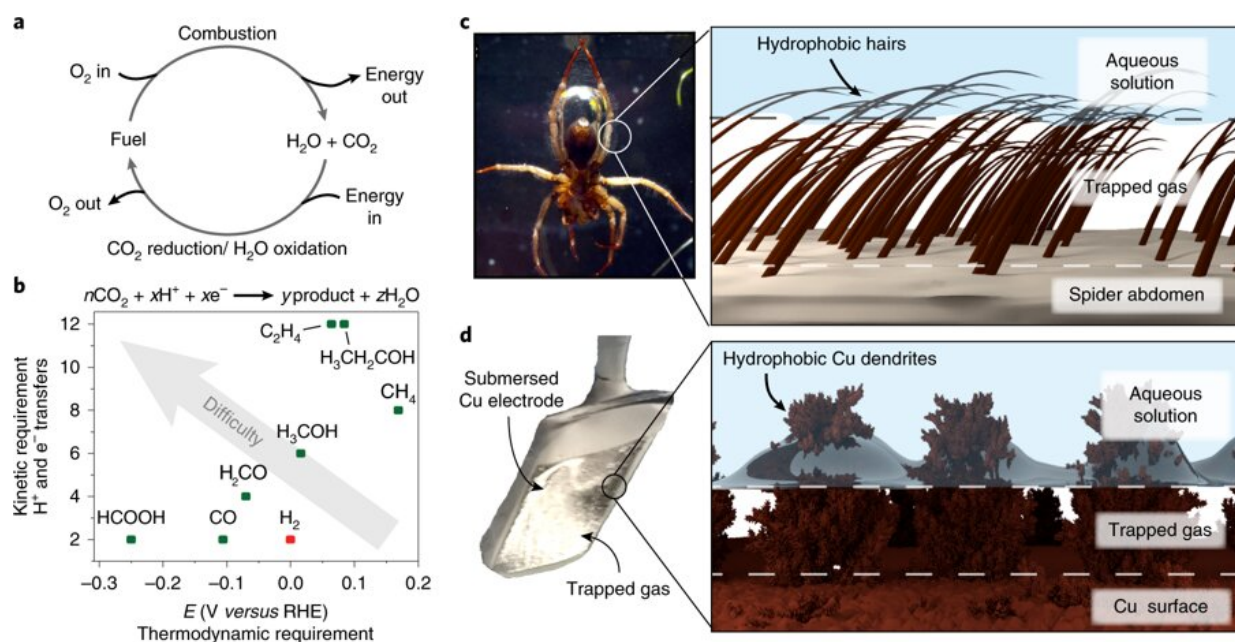 a
Combustion
O₂ in
Energy
out
Fuel
H₂O + CO₂
O₂ out
Energy
in
CO₂ reduction/ H₂O oxidation
b
nCO₂ + xH⁺ + xe⁻ ⟶ yproduct + zH₂O
Kinetic requirement
H⁺ and e⁻ transfers
12
10
8
6
4
2
C₂H₄
H₃CH₂COH
CH₄
Difficulty
H₃COH
H₂CO
HCOOH
CO
H₂
−0.3
−0.2
−0.1
0.0
0.1
0.2
E (V versus RHE)
Thermodynamic requirement
c
Hydrophobic hairs
Aqueous
solution
Trapped gas
Spider abdomen
d
Submersed
Cu electrode
Trapped gas
Hydrophobic Cu dendrites
Aqueous
solution
Trapped gas
Cu surface